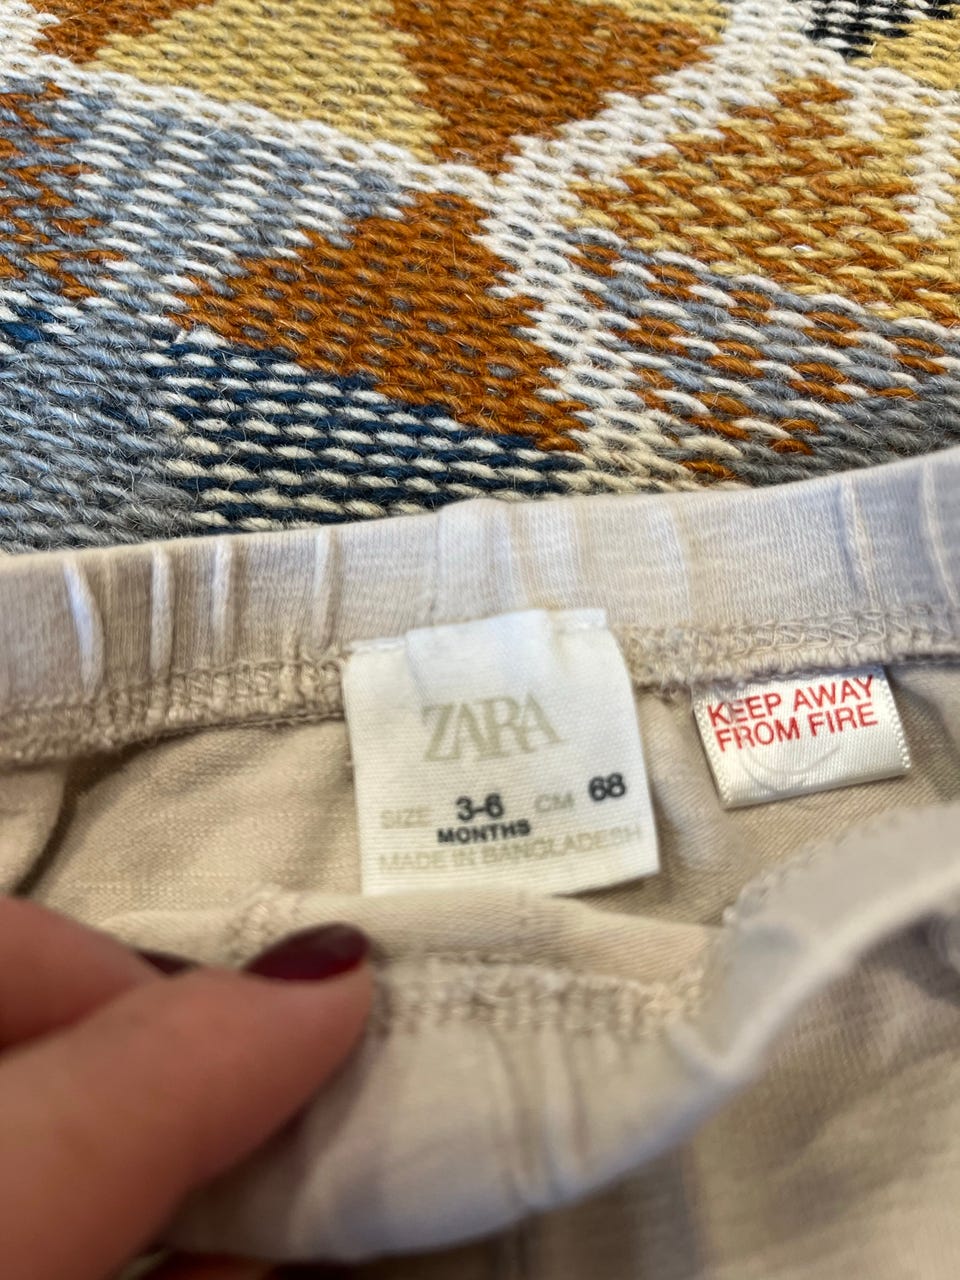 ZARA
SIZE 3-6 CM 68
MONTHS
MADE IN BANGLADESH
KEEP AWAY
FROM FIRE